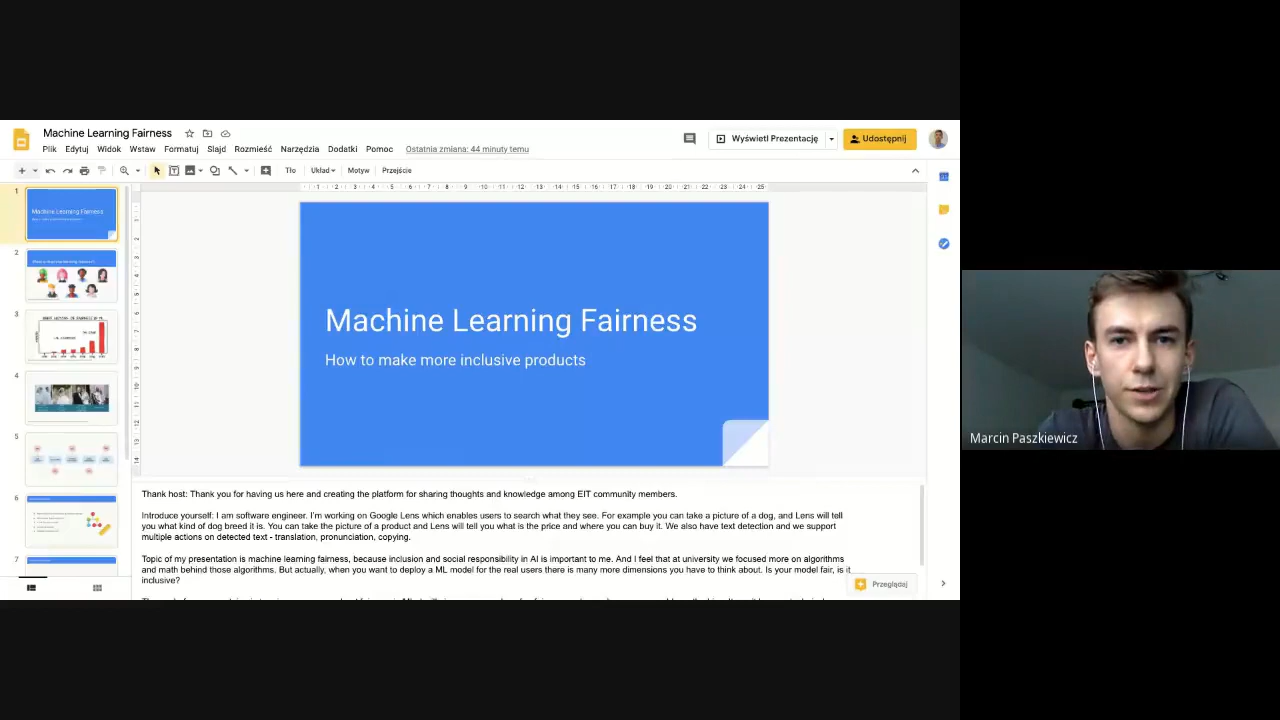 Machine Learning Fairness
Plik Edytuj Widok Wstaw Formatuj Slajd Rozmieść Narzędzia Dodatki Pomoc Ostatnia zmiana: 44 minuty temu
Wyświetl Prezentację
Udostępnij
Tło Układ Motyw Przejście
1
Machine Learning Fairness
2
3
4
5
6
7
Machine Learning Fairness
How to make more inclusive products
Thank host: Thank you for having us here and creating the platform for sharing thoughts and knowledge among EIT community members.
Introduce yourself: I am software engineer. I'm working on Google Lens which enables users to search what they see. For example you can take a picture of a dog, and Lens will tell
you what kind of dog breed it is. You can take the picture of a product and Lens will tell you what is the price and where you can buy it. We also have text detection and we support
multiple actions on detected text - translation, pronunciation, copying.
Topic of my presentation is machine learning fairness, because inclusion and social responsibility in AI is important to me. And I feel that at university we focused more on algorithms
and math behind those algorithms. But actually, when you want to deploy a ML model for the real users there is many more dimensions you have to think about. Is your model fair, is it
inclusive?
Przeglądaj
Marcin Paszkiewicz